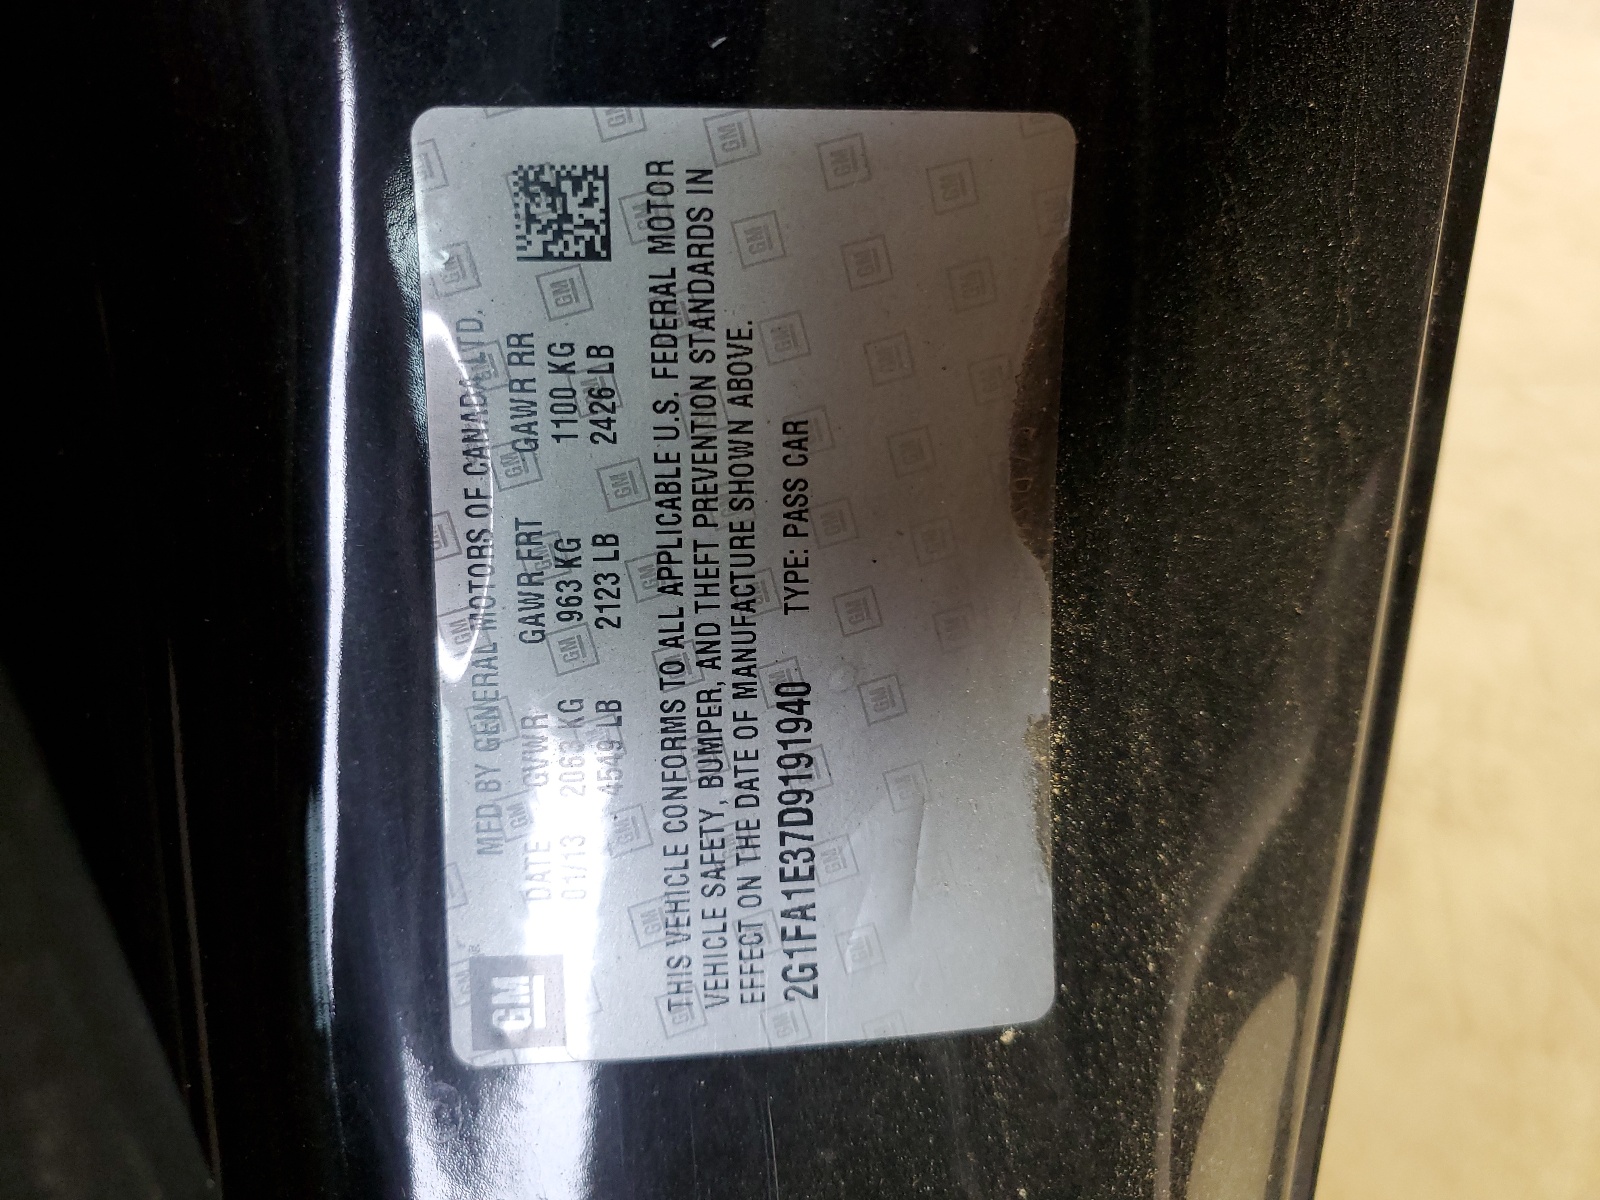 GM
MFD BY GENERAL MOTORS OF CANADA LTD.
DATE GVWR GAWR FRT GAWR RR
01/13 2063 KG 963 KG 1100 KG
4549 LB 2123 LB 2426 LB
THIS VEHICLE CONFORMS TO ALL APPLICABLE U.S. FEDERAL MOTOR
VEHICLE SAFETY, BUMPER, AND THEFT PREVENTION STANDARDS IN
EFFECT ON THE DATE OF MANUFACTURE SHOWN ABOVE.
2G1FA1E37D9191940 TYPE: PASS CAR